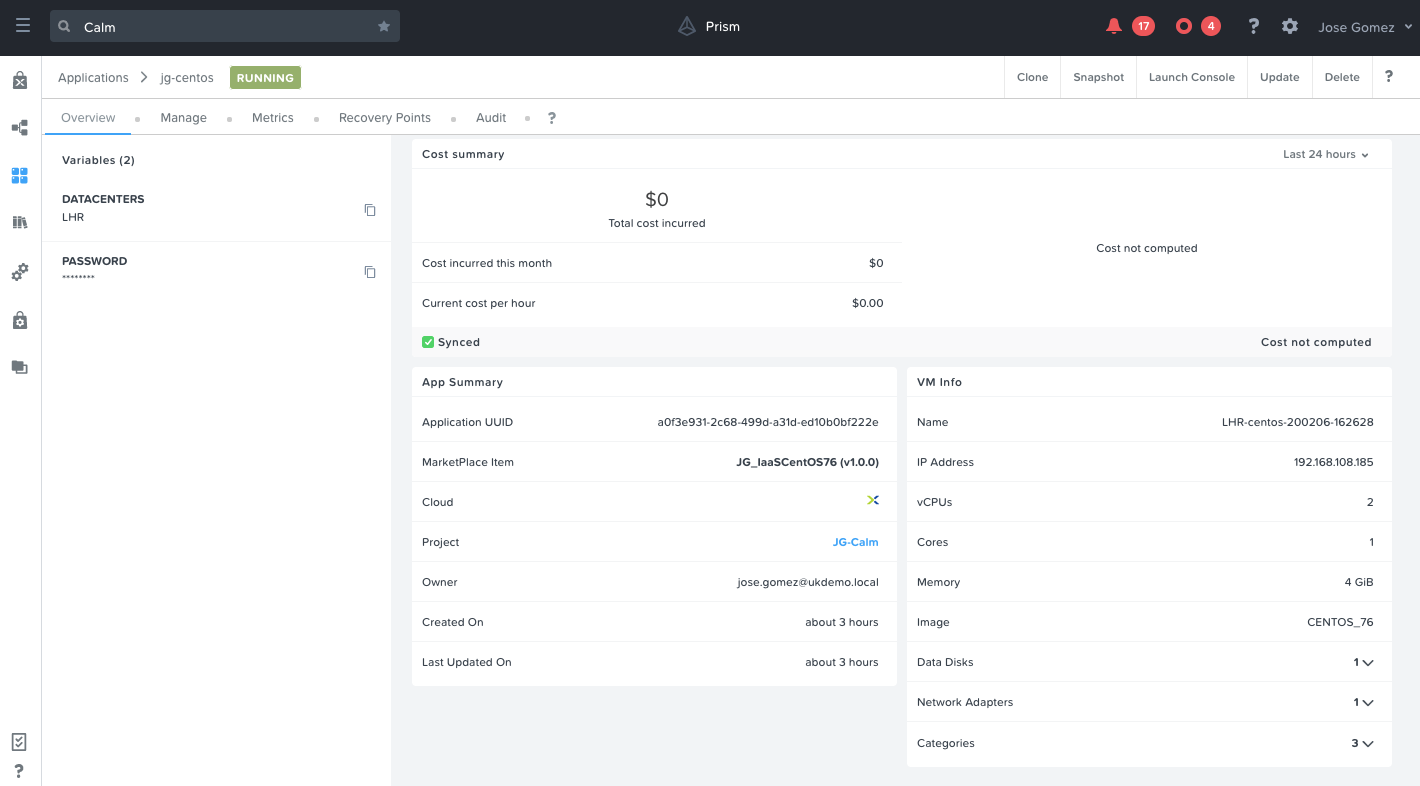 Calm
Prism
17
4
?
Jose Gomez
Applications
jg-centos
RUNNING
Clone
Snapshot
Launch Console
Update
Delete
?
Overview
Manage
Metrics
Recovery Points
Audit
?
Variables (2)
DATACENTERS
LHR
PASSWORD
********
Cost summary
Last 24 hours
$0
Total cost incurred
Cost incurred this month $0
Current cost per hour $0.00
Cost not computed
Synced
Cost not computed
App Summary
Application UUID a0f3e931-2c68-499d-a31d-ed10b0bf222e
MarketPlace Item JG_IaaSCentOS76 (v1.0.0)
Cloud
Project JG-Calm
Owner jose.gomez@ukdemo.local
Created On about 3 hours
Last Updated On about 3 hours
VM Info
Name LHR-centos-200206-162628
IP Address 192.168.108.185
vCPUs 2
Cores 1
Memory 4 GiB
Image CENTOS_76
Data Disks 1
Network Adapters 1
Categories 3
?